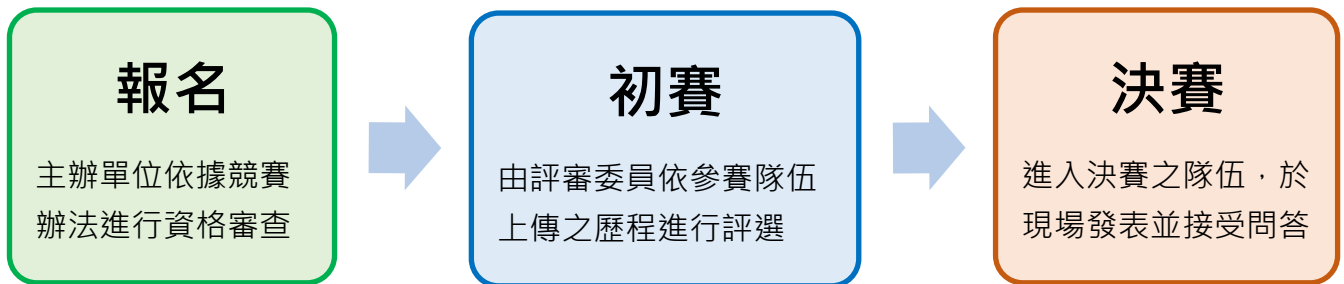 報名
主辦單位依據競賽
辦法進行資格審查
初賽
由評審委員依參賽隊伍
上傳之歷程進行評選
決賽
進入決賽之隊伍，於
現場發表並接受問答